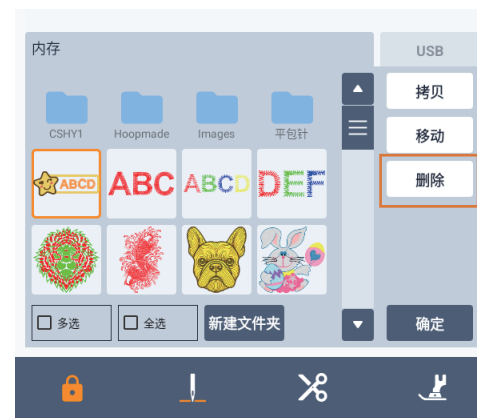 内存
USB
CSHY1
Hoopmade
Images
平包针
拷贝
移动
删除
ABCD
ABC
ABCD
DEF
多选
全选
新建文件夹
确定